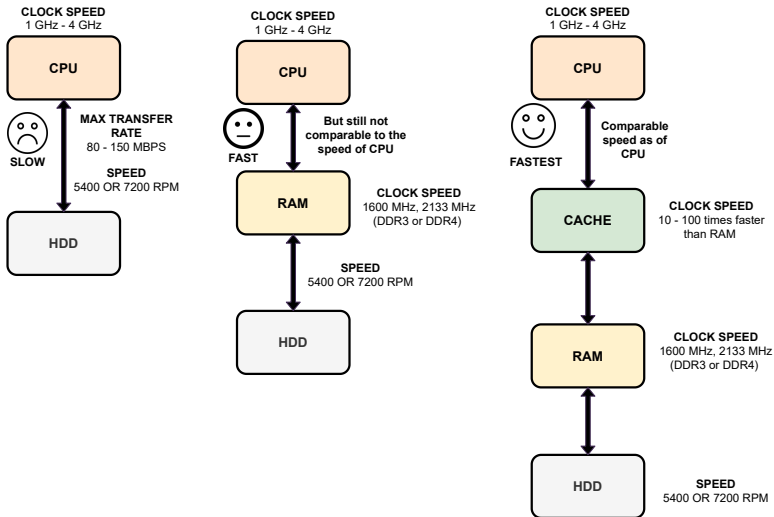 CLOCK SPEED
1 GHz - 4 GHz
CPU
MAX TRANSFER
RATE
80 - 150 MBPS
SLOW
SPEED
5400 OR 7200 RPM
HDD
CLOCK SPEED
1 GHz - 4 GHz
CPU
But still not
comparable to the
speed of CPU
FAST
RAM
CLOCK SPEED
1600 MHz, 2133 MHz
(DDR3 or DDR4)
SPEED
5400 OR 7200 RPM
HDD
CLOCK SPEED
1 GHz - 4 GHz
CPU
Comparable
speed as of
CPU
FASTEST
CACHE
CLOCK SPEED
10 - 100 times faster
than RAM
RAM
CLOCK SPEED
1600 MHz, 2133 MHz
(DDR3 or DDR4)
HDD
SPEED
5400 OR 7200 RPM